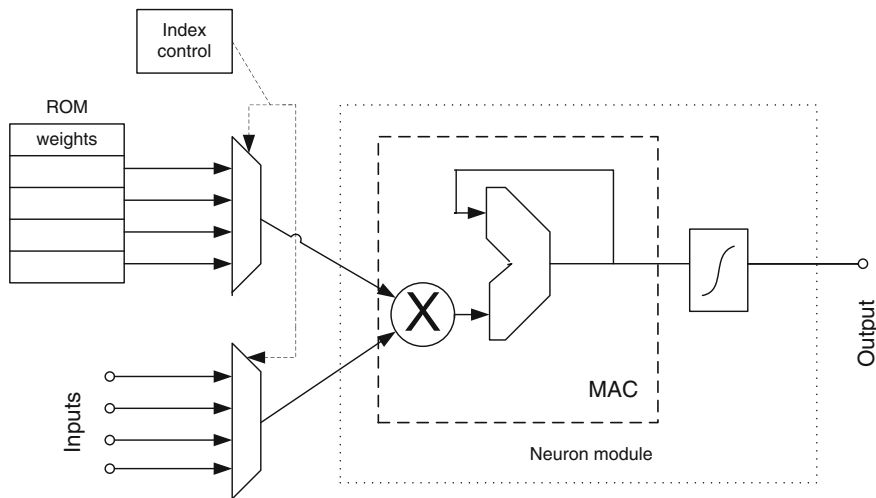 Index
control
ROM
weights
X
MAC
Neuron module
Inputs
Output